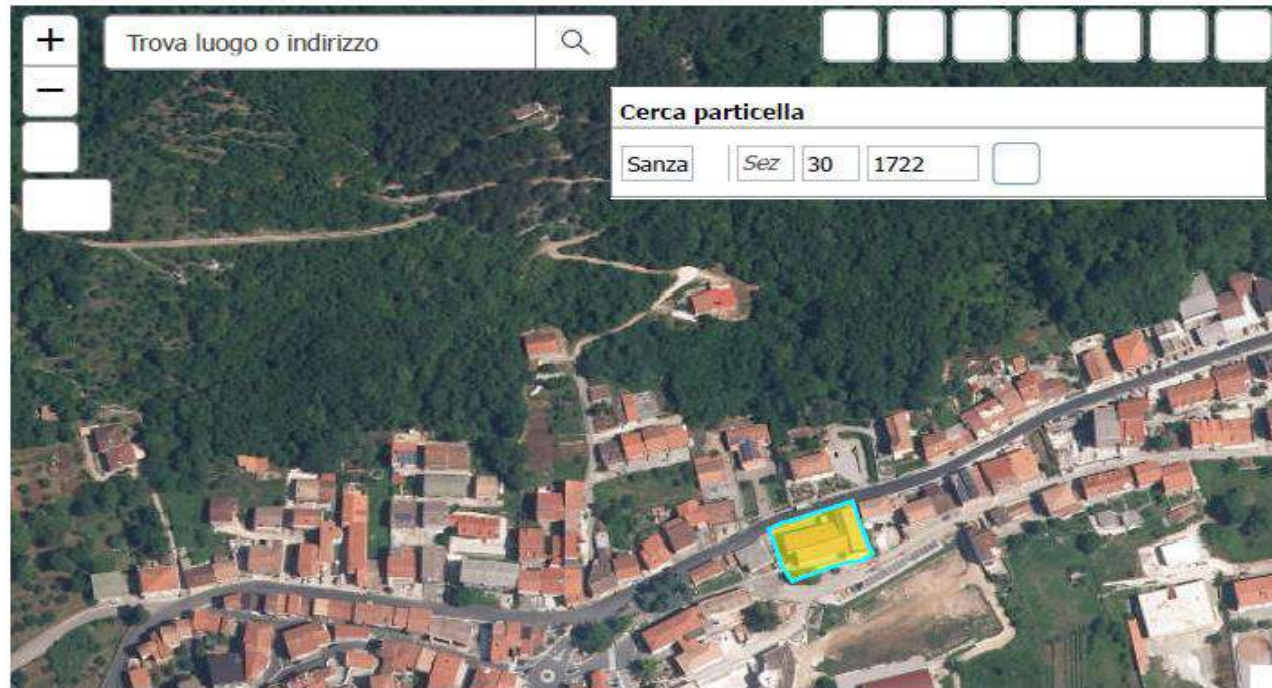 +
Trova luogo o indirizzo
−
Cerca particella
Sanza Sez 30 1722